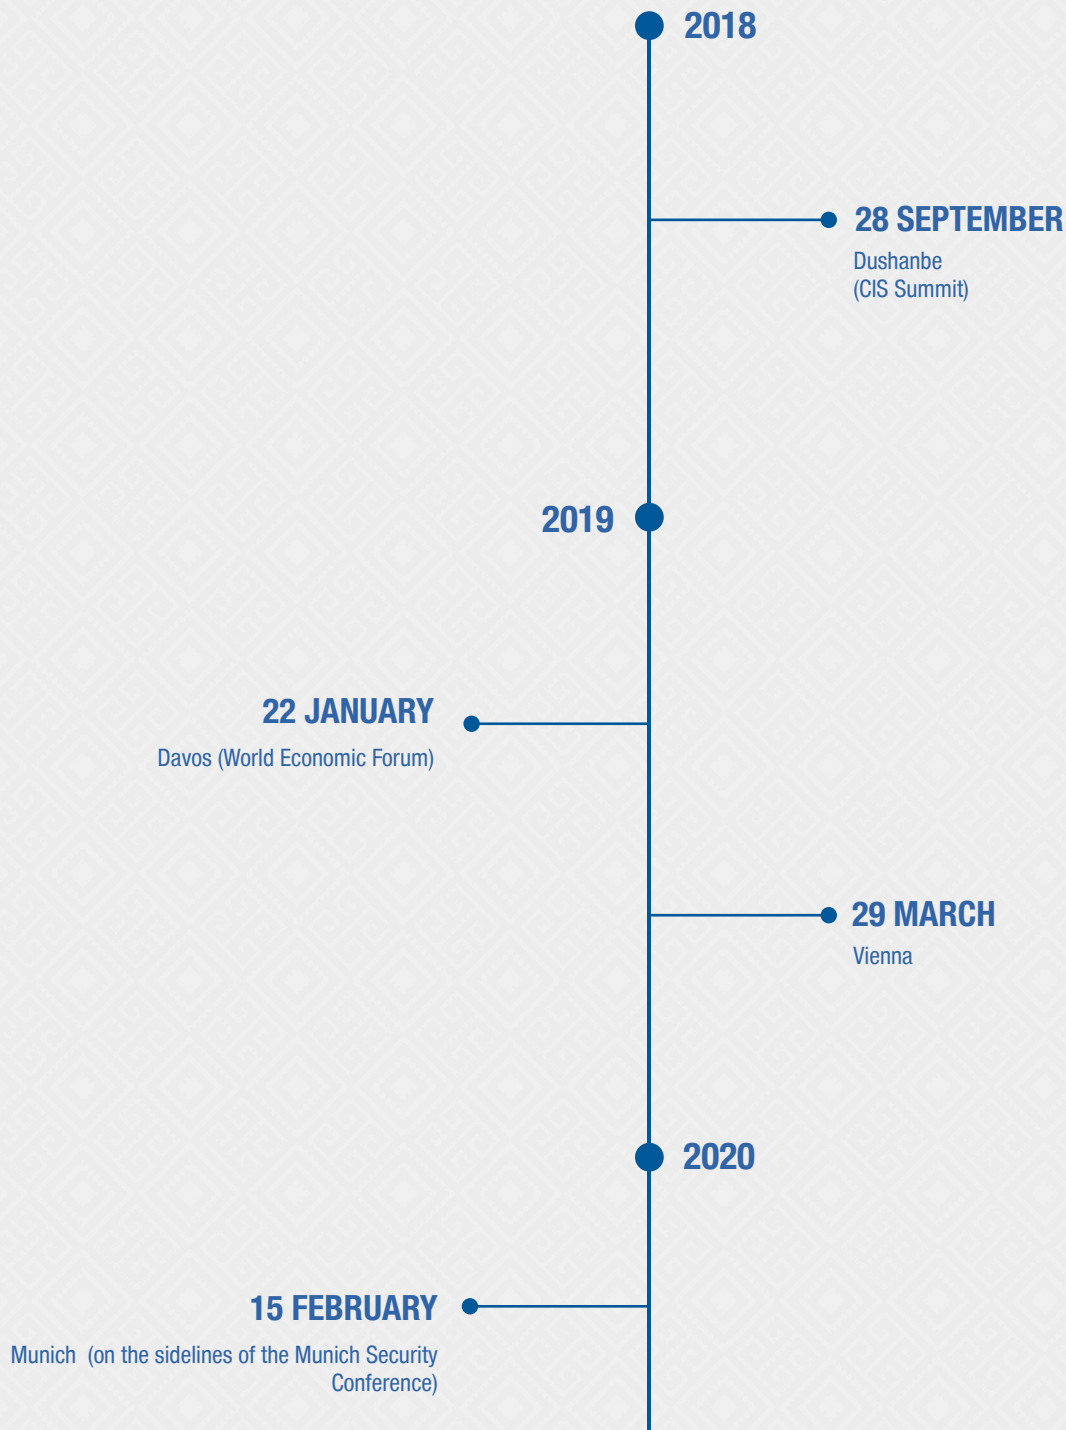 2018
28 SEPTEMBER
Dushanbe
(CIS Summit)
2019
22 JANUARY
Davos (World Economic Forum)
29 MARCH
Vienna
2020
15 FEBRUARY
Munich  (on the sidelines of the Munich Security
Conference)